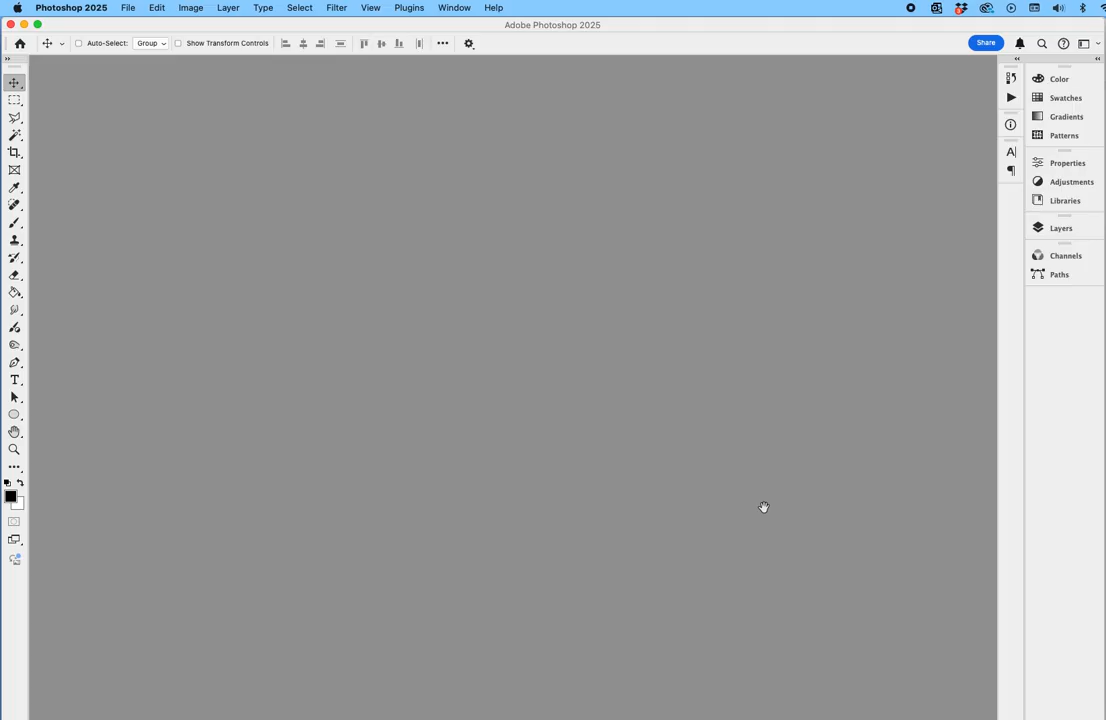 Photoshop 2025 File Edit Image Layer Type Select Filter View Plugins Window Help
Adobe Photoshop 2025
Auto-Select: Group Show Transform Controls Share
Color
Swatches
Gradients
Patterns
Properties
Adjustments
Libraries
Layers
Channels
Paths